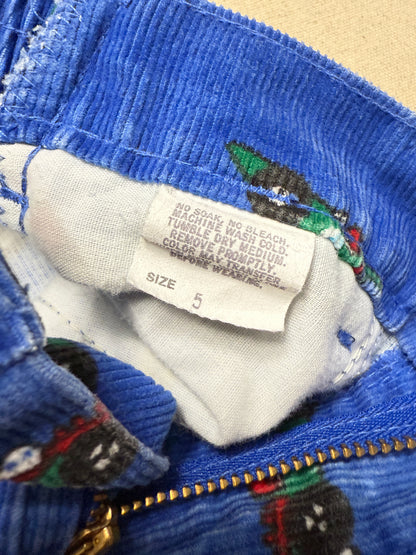 NO SOAK, NO BLEACH.
MACHINE WASH COLD.
TUMBLE DRY MEDIUM.
REMOVE PROMPTLY.
COLOR MAY TRANSFER
BEFORE WEARING.
SIZE 5